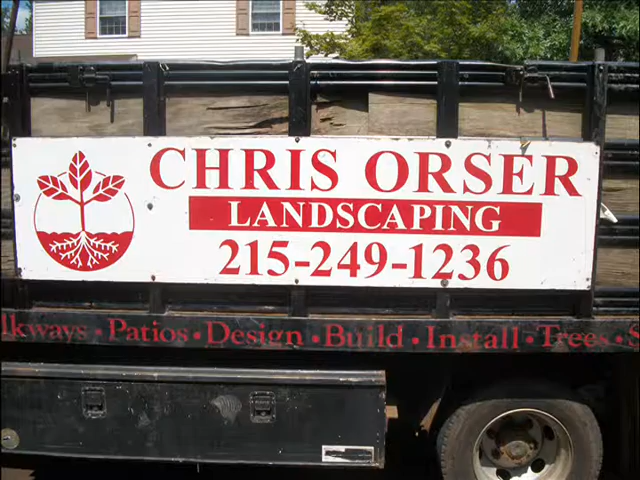 CHRIS ORSER
LANDSCAPING
215-249-1236
lkways • Patios • Design • Build • Install • Trees • S